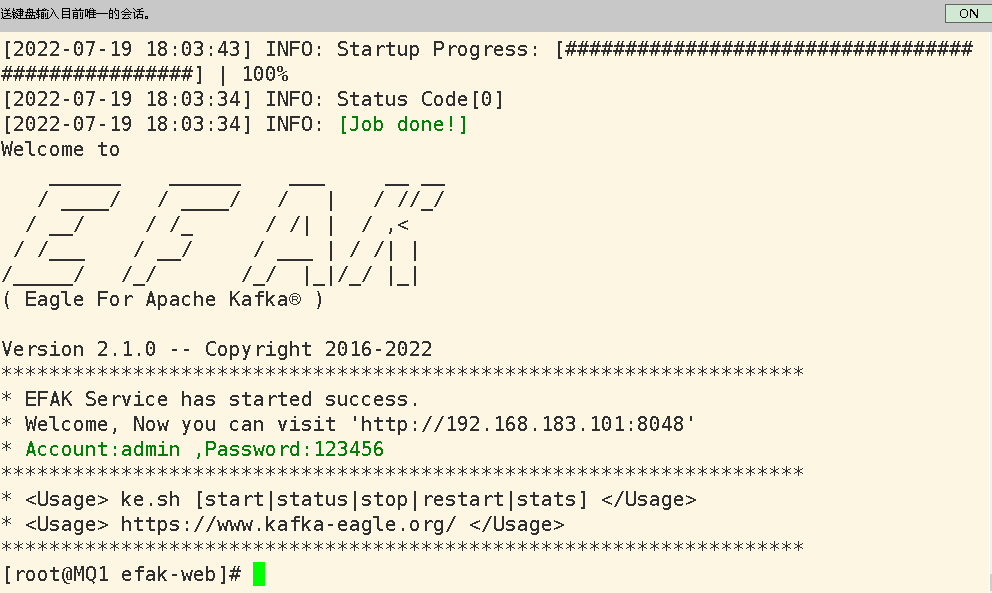 送键盘输入目前唯一的会话。
ON
[2022-07-19 18:03:43] INFO: Startup Progress: [##################################
################] | 100%
[2022-07-19 18:03:34] INFO: Status Code[0]
[2022-07-19 18:03:34] INFO: [Job done!]
Welcome to
    ______    ______    ___     __ __
   / ____/   / ____/   /   |   / //_/
  / __/     / /_      / /| |  / ,<
 / /___    / __/     / ___ | / /| |
/_____/   /_/       /_/  |_|/_/ |_|
( Eagle For Apache Kafka® )
Version 2.1.0 -- Copyright 2016-2022
*******************************************************************
* EFAK Service has started success.
* Welcome, Now you can visit 'http://192.168.183.101:8048'
* Account:admin ,Password:123456
*******************************************************************
* <Usage> ke.sh [start|status|stop|restart|stats] </Usage>
* <Usage> https://www.kafka-eagle.org/ </Usage>
*******************************************************************
[root@MQ1 efak-web]#